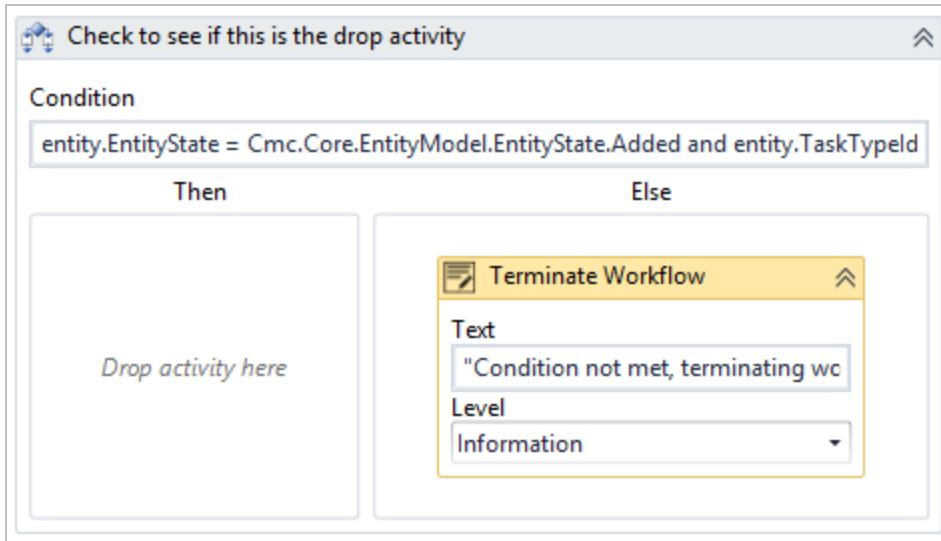 Check to see if this is the drop activity
Condition
entity.EntityState = Cmc.Core.EntityModel.EntityState.Added and entity.TaskTypeId
Then
Else
Terminate Workflow
Text
"Condition not met, terminating
Level
Information
Drop activity here